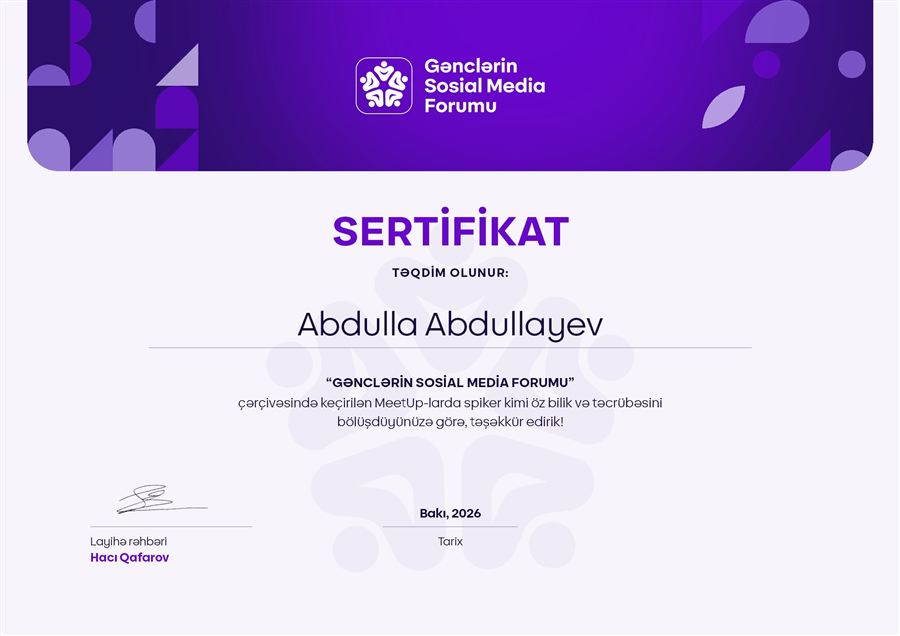 Gənclərin
Sosial Media
Forumu
SERTİFİKAT
TƏQDİM OLUNUR:
Abdulla Abdullayev
“GƏNCLƏRİN SOSİAL MEDİA FORUMU”
çərçivəsində keçirilən MeetUp-larda spiker kimi öz bilik və təcrübəsini
bölüşdüyünüzə görə, təşəkkür edirik!
Bakı, 2026
Layihə rəhbəri
Tarix
Hacı Qafarov